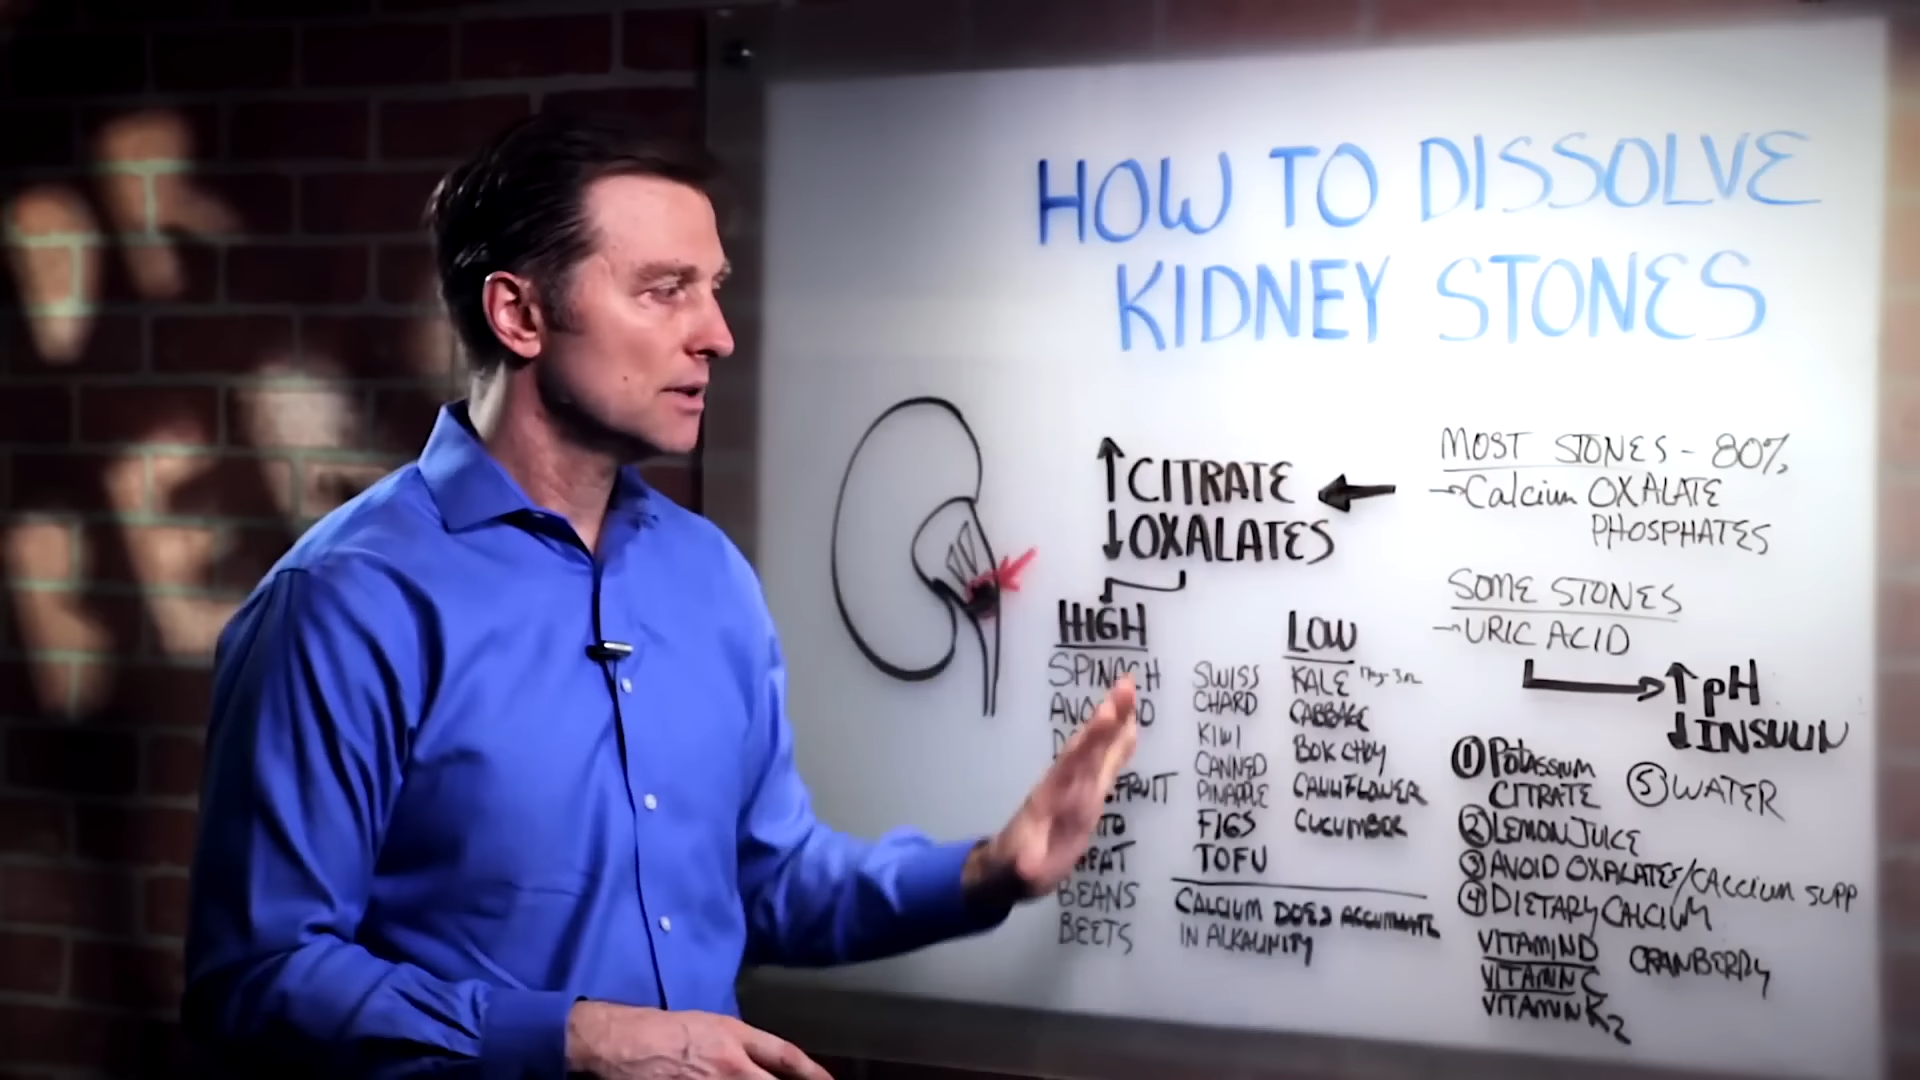 HOW TO DISSOLVE
KIDNEY STONES
↑ CITRATE
↓ OXALATES
MOST STONES - 80%
→ Calcium OXALATE
PHOSPHATES
SOME STONES
→ URIC ACID
↑ pH
↓ INSULIN
HIGH
SPINACH
BEANS
BEETS
SWISS
CHARD
KIWI
CANNED
PINAPPLE
FIGS
TOFU
LOW
KALE
CABBAGE
BOK CHOY
CAULIFLOWER
CUCUMBER
CALCIUM DOES ACCUMULATE
IN ALKALINITY
① POTASSIUM
CITRATE
② LEMON JUICE
③ AVOID OXALATES/CALCIUM SUPP
④ DIETARY CALCIUM
VITAMIN D
VITAMIN C
VITAMIN K2
⑤ WATER
CRANBERRY